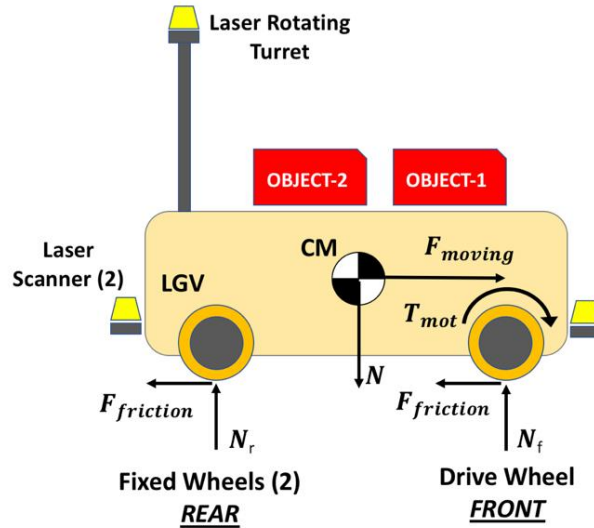 Laser Rotating
Turret
OBJECT-2
OBJECT-1
CM
F_moving
Laser
Scanner (2)
LGV
T_mot
N
F_friction
F_friction
N_r
N_f
Fixed Wheels (2)
REAR
Drive Wheel
FRONT